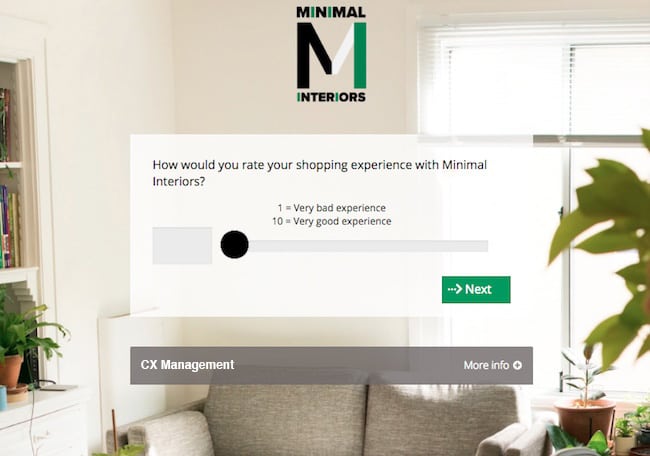 MINIMAL
M
INTERIORS
How would you rate your shopping experience with Minimal
Interiors?
1 = Very bad experience
10 = Very good experience
Next
CX Management
More info